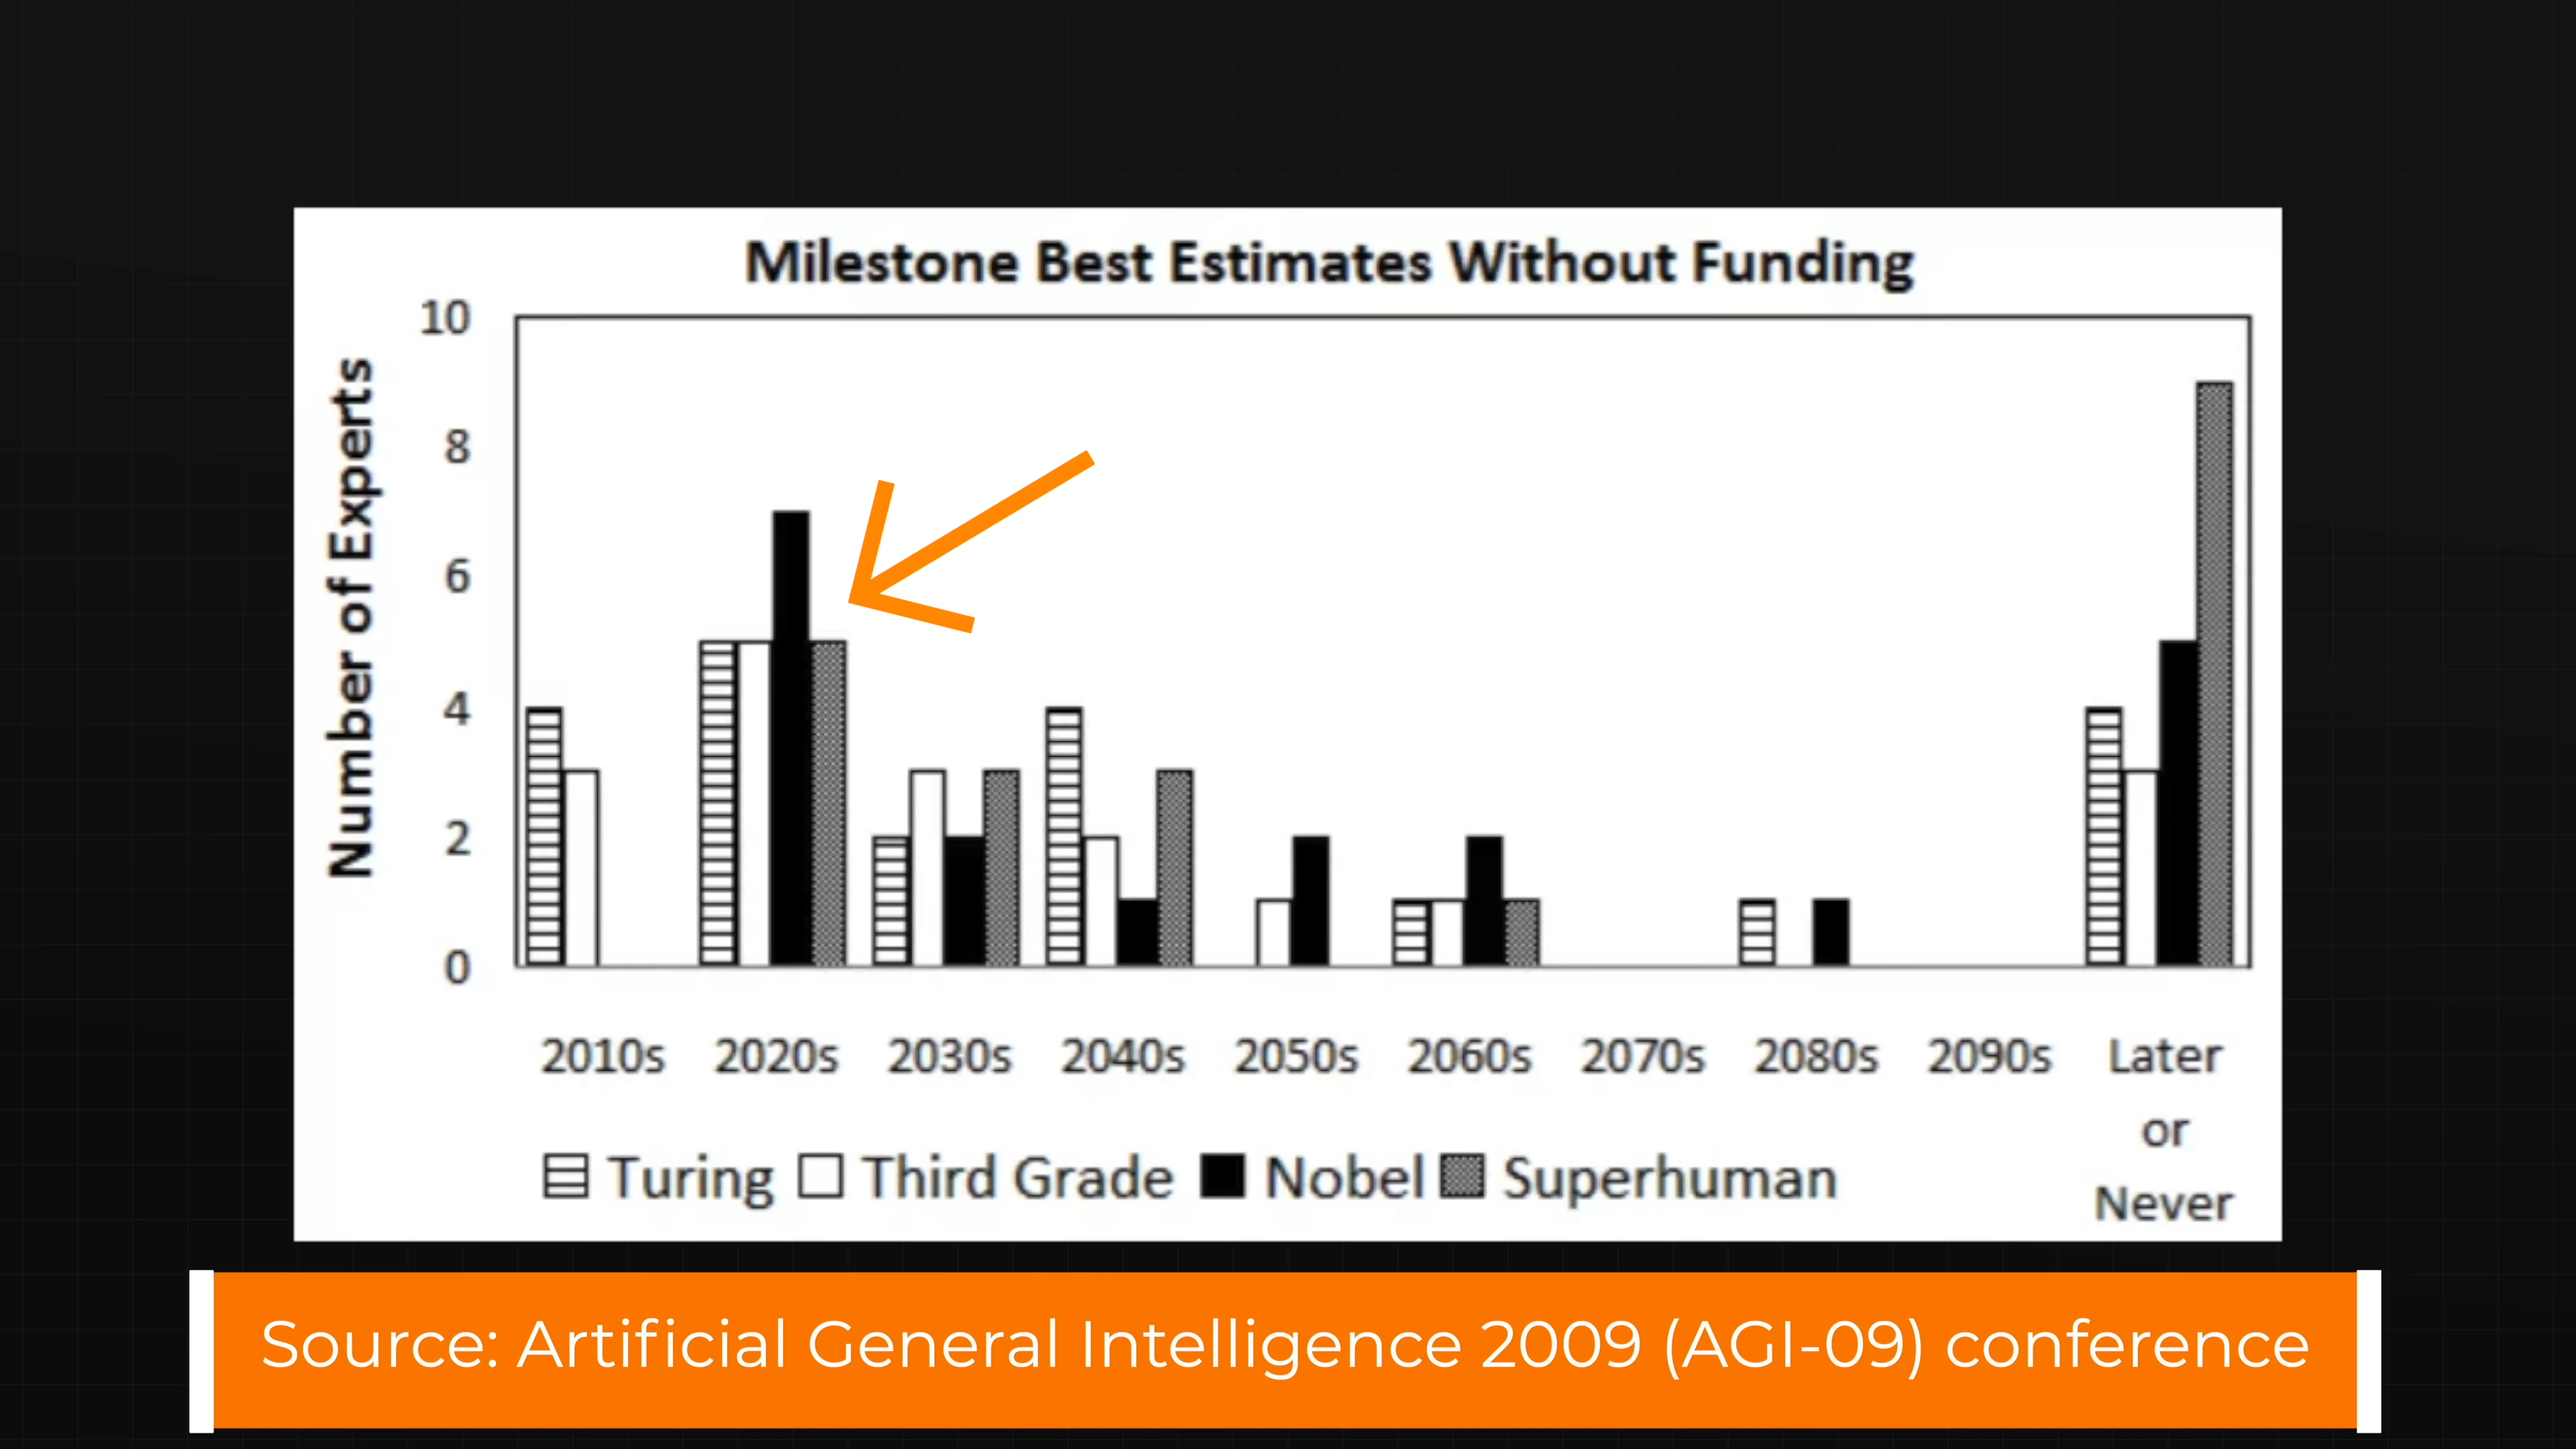 Milestone Best Estimates Without Funding
Number of Experts
10
8
6
4
2
0
2010s 2020s 2030s 2040s 2050s 2060s 2070s 2080s 2090s Later
or
Never
Turing Third Grade Nobel Superhuman
Source: Artificial General Intelligence 2009 (AGI-09) conference